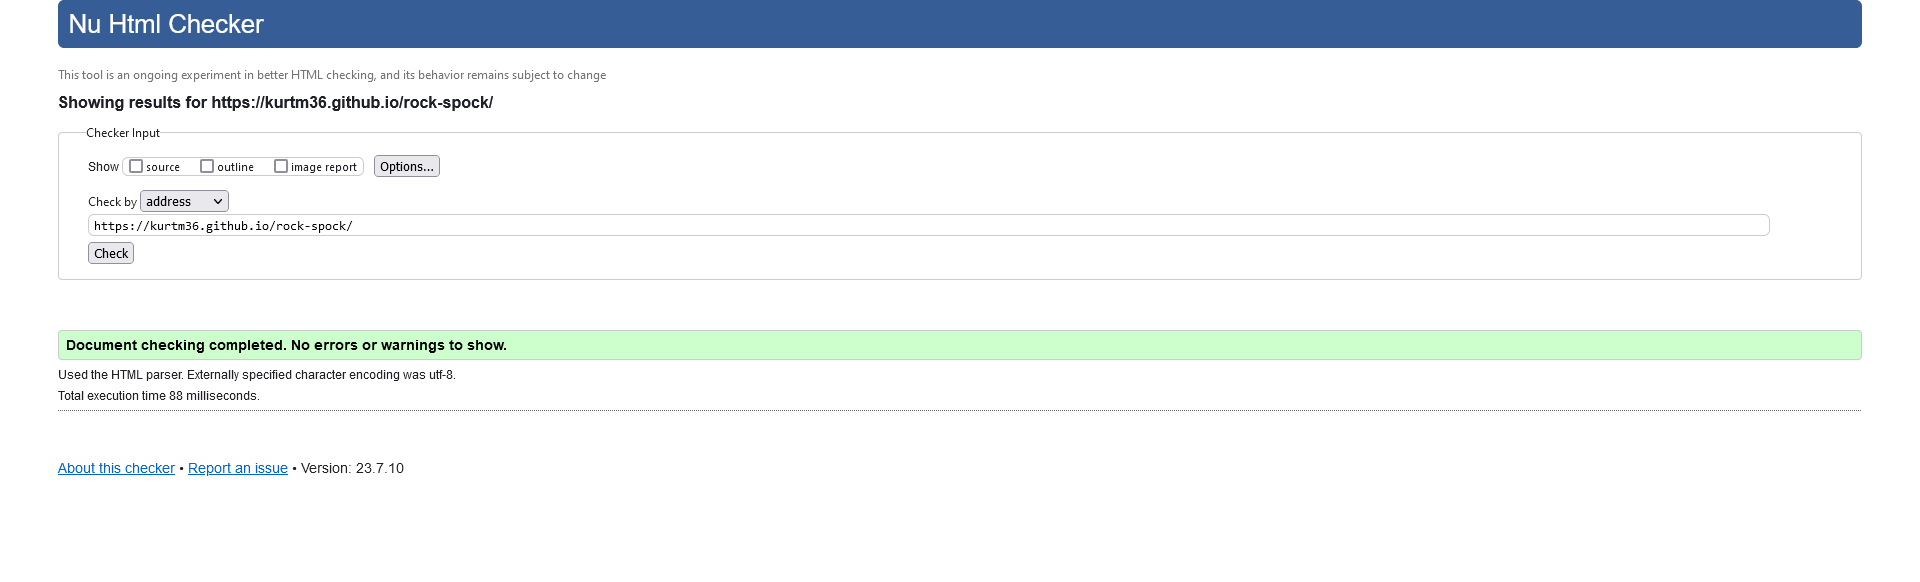 Nu Html Checker
This tool is an ongoing experiment in better HTML checking, and its behavior remains subject to change
Showing results for https://kurtm36.github.io/rock-spock/
Checker Input
Show source outline image report Options...
Check by address
https://kurtm36.github.io/rock-spock/
Check
Document checking completed. No errors or warnings to show.
Used the HTML parser. Externally specified character encoding was utf-8.
Total execution time 88 milliseconds.
About this checker • Report an issue • Version: 23.7.10